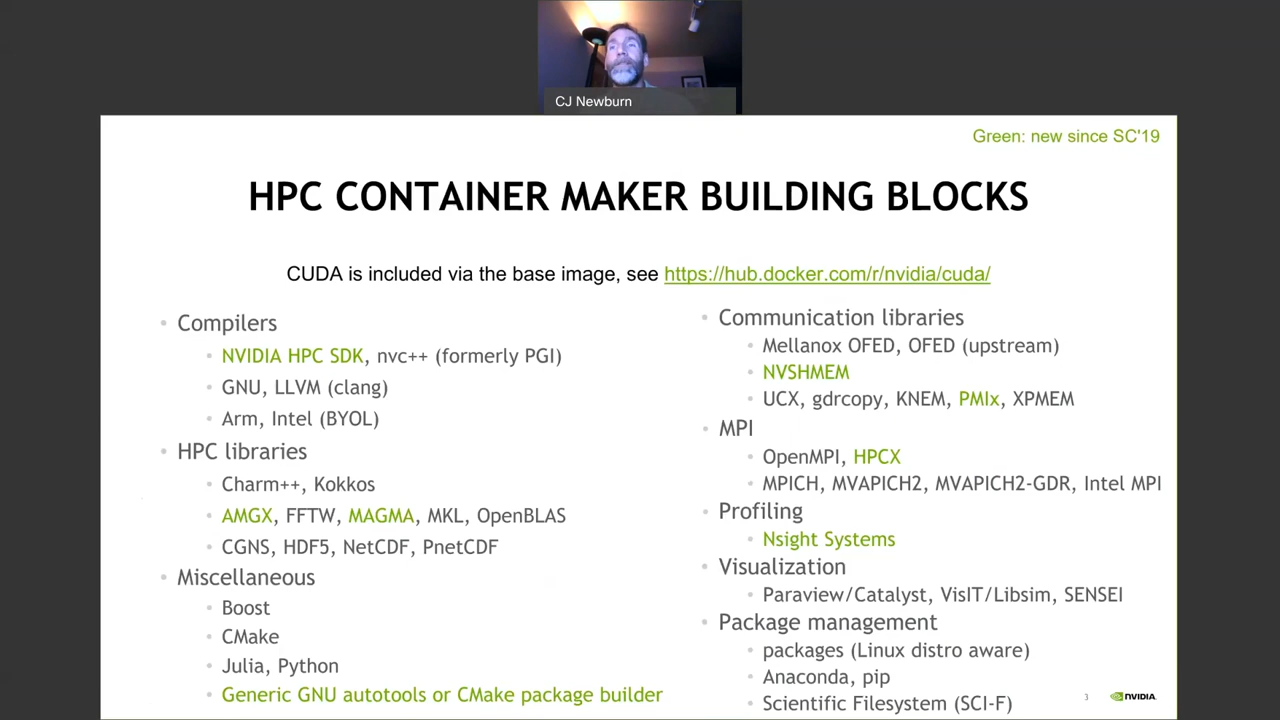 CJ Newburn
Green: new since SC'19
HPC CONTAINER MAKER BUILDING BLOCKS
CUDA is included via the base image, see https://hub.docker.com/r/nvidia/cuda/
• Compilers
• NVIDIA HPC SDK, nvc++ (formerly PGI)
• GNU, LLVM (clang)
• Arm, Intel (BYOL)
• HPC libraries
• Charm++, Kokkos
• AMGX, FFTW, MAGMA, MKL, OpenBLAS
• CGNS, HDF5, NetCDF, PnetCDF
• Miscellaneous
• Boost
• CMake
• Julia, Python
• Generic GNU autotools or CMake package builder
• Communication libraries
• Mellanox OFED, OFED (upstream)
• NVSHMEM
• UCX, gdrcopy, KNEM, PMIx, XPMEM
• MPI
• OpenMPI, HPCX
• MPICH, MVAPICH2, MVAPICH2-GDR, Intel MPI
• Profiling
• Nsight Systems
• Visualization
• Paraview/Catalyst, VisIT/Libsim, SENSEI
• Package management
• packages (Linux distro aware)
• Anaconda, pip
• Scientific Filesystem (SCI-F)
3
NVIDIA.